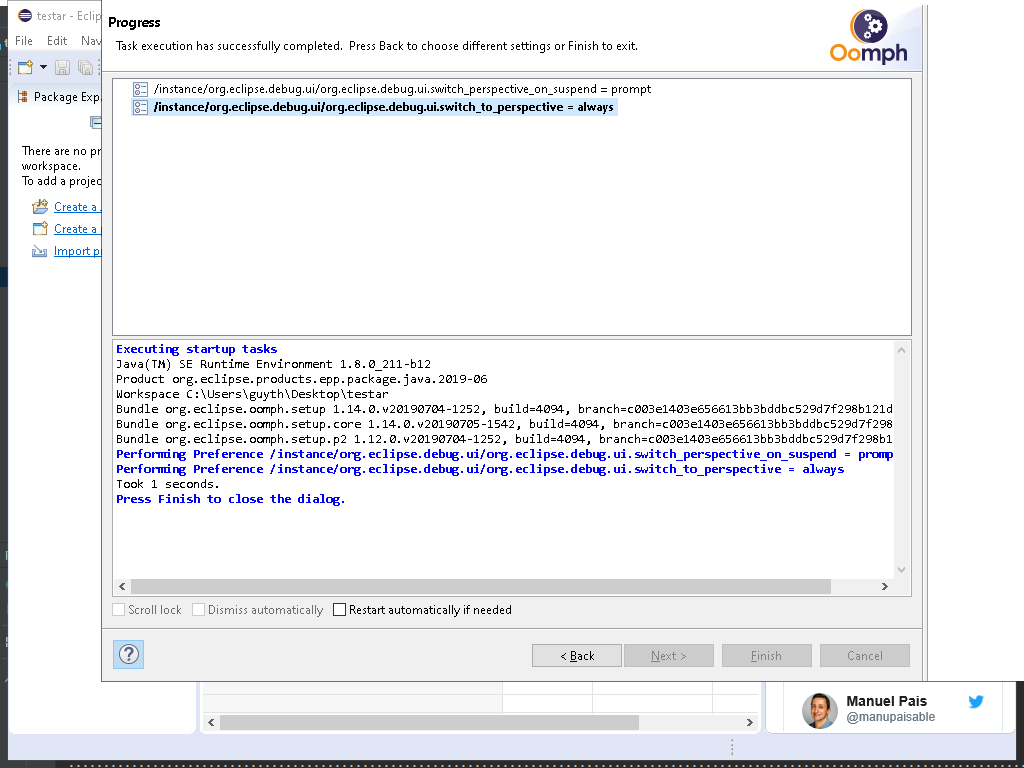 testar - Eclip
Progress
Task execution has successfully completed.  Press Back to choose different settings or Finish to exit.
Oomph
File Edit Nav
Package Exp
/instance/org.eclipse.debug.ui/org.eclipse.debug.ui.switch_perspective_on_suspend = prompt
/instance/org.eclipse.debug.ui/org.eclipse.debug.ui.switch_to_perspective = always
There are no pr
workspace.
To add a projec
Create a
Create a
Import p
Executing startup tasks
Java(TM) SE Runtime Environment 1.8.0_211-b12
Product org.eclipse.products.epp.package.java.2019-06
Workspace C:\Users\guyth\Desktop\testar
Bundle org.eclipse.oomph.setup 1.14.0.v20190704-1252, build=4094, branch=c003e1403e656613bb3bddbc529d7f298b121d
Bundle org.eclipse.oomph.setup.core 1.14.0.v20190705-1542, build=4094, branch=c003e1403e656613bb3bddbc529d7f298
Bundle org.eclipse.oomph.setup.p2 1.12.0.v20190704-1252, build=4094, branch=c003e1403e656613bb3bddbc529d7f298b1
Performing Preference /instance/org.eclipse.debug.ui/org.eclipse.debug.ui.switch_perspective_on_suspend = promp
Performing Preference /instance/org.eclipse.debug.ui/org.eclipse.debug.ui.switch_to_perspective = always
Took 1 seconds.
Press Finish to close the dialog.
Scroll lock Dismiss automatically Restart automatically if needed
? < Back Next > Finish Cancel
Manuel Pais
@manupaisable